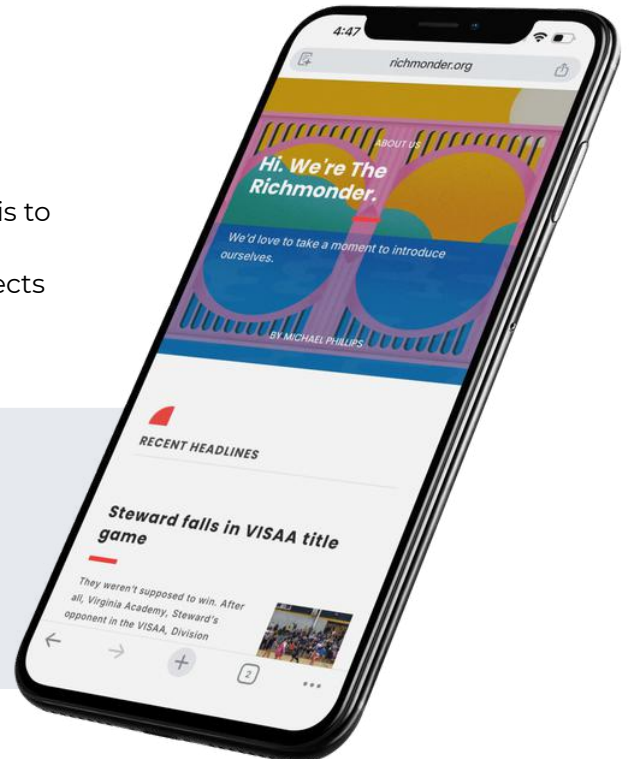 4:47
richmonder.org
ABOUT US
Hi. We're The
Richmonder.
We'd love to take a moment to introduce
ourselves.
BY MICHAEL PHILLIPS
RECENT HEADLINES
Steward falls in VISAA title
game
They weren't supposed to win. After
all, Virginia Academy, Steward's
opponent in the VISAA, Division
2
is to
ects